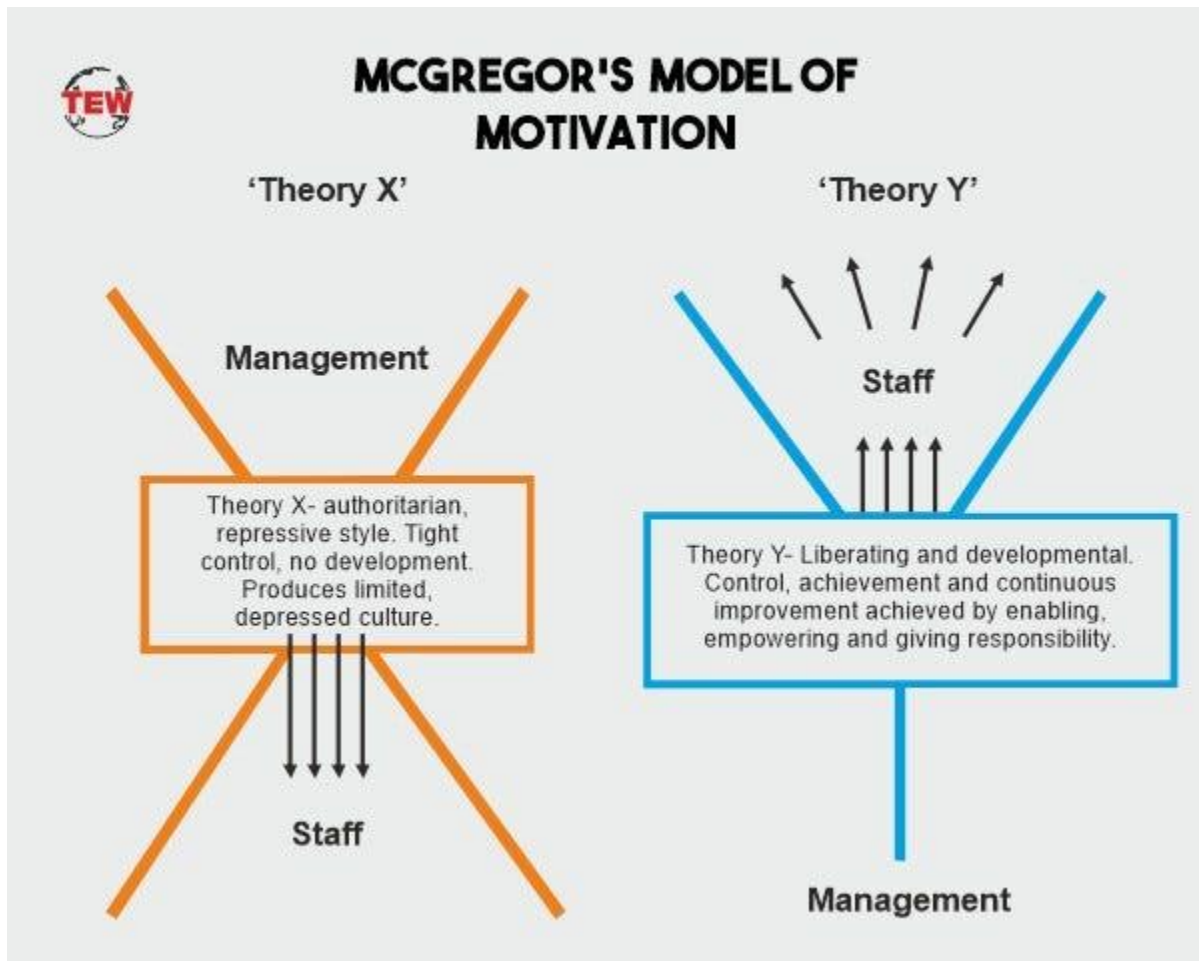 TEW
MCGREGOR'S MODEL OF
MOTIVATION
'Theory X'
Management
Theory X- authoritarian,
repressive style. Tight
control, no development.
Produces limited,
depressed culture.
Staff
'Theory Y'
Staff
Theory Y- Liberating and developmental.
Control, achievement and continuous
improvement achieved by enabling,
empowering and giving responsibility.
Management